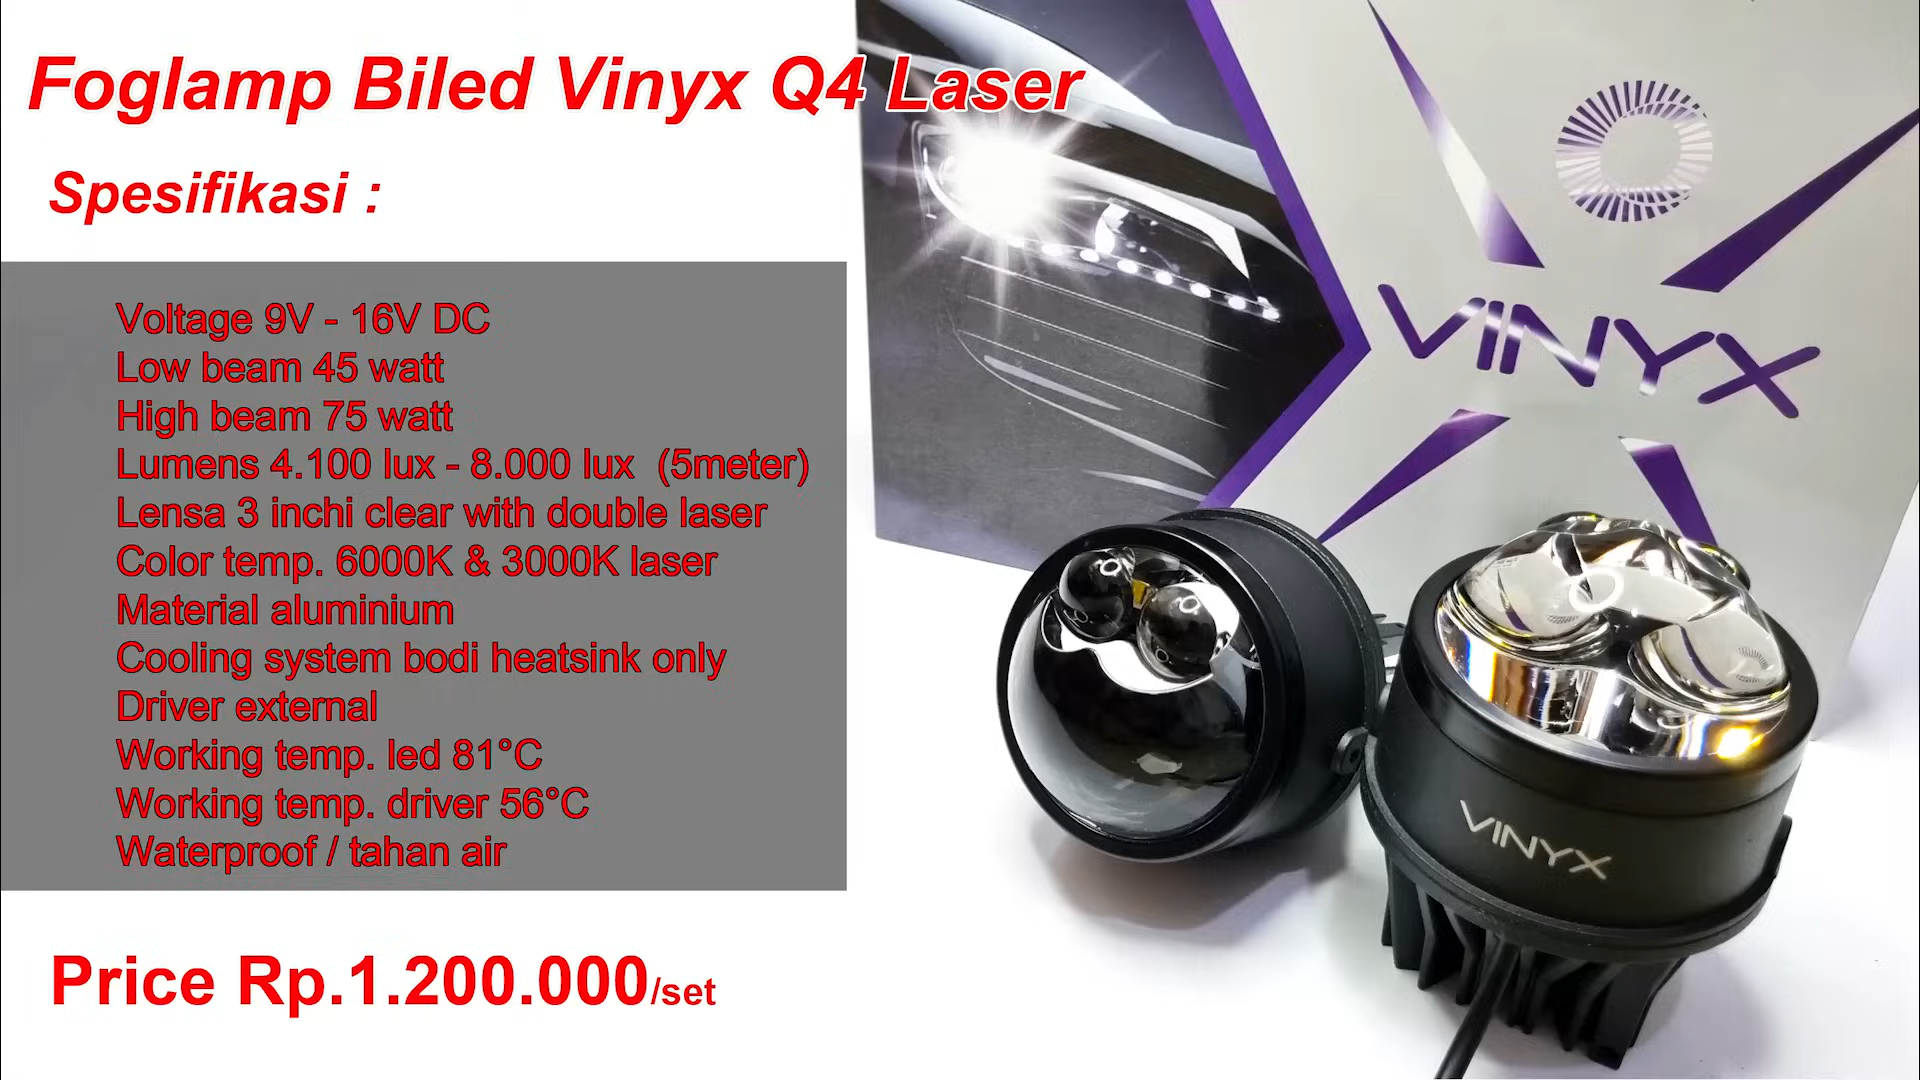 Foglamp Biled Vinyx Q4 Laser
Spesifikasi :
Voltage 9V - 16V DC
Low beam 45 watt
High beam 75 watt
Lumens 4.100 lux - 8.000 lux (5meter)
Lensa 3 inchi clear with double laser
Color temp. 6000K & 3000K laser
Material aluminium
Cooling system bodi heatsink only
Driver external
Working temp. led 81°C
Working temp. driver 56°C
Waterproof / tahan air
Price Rp.1.200.000/set
VINYX
VINYX